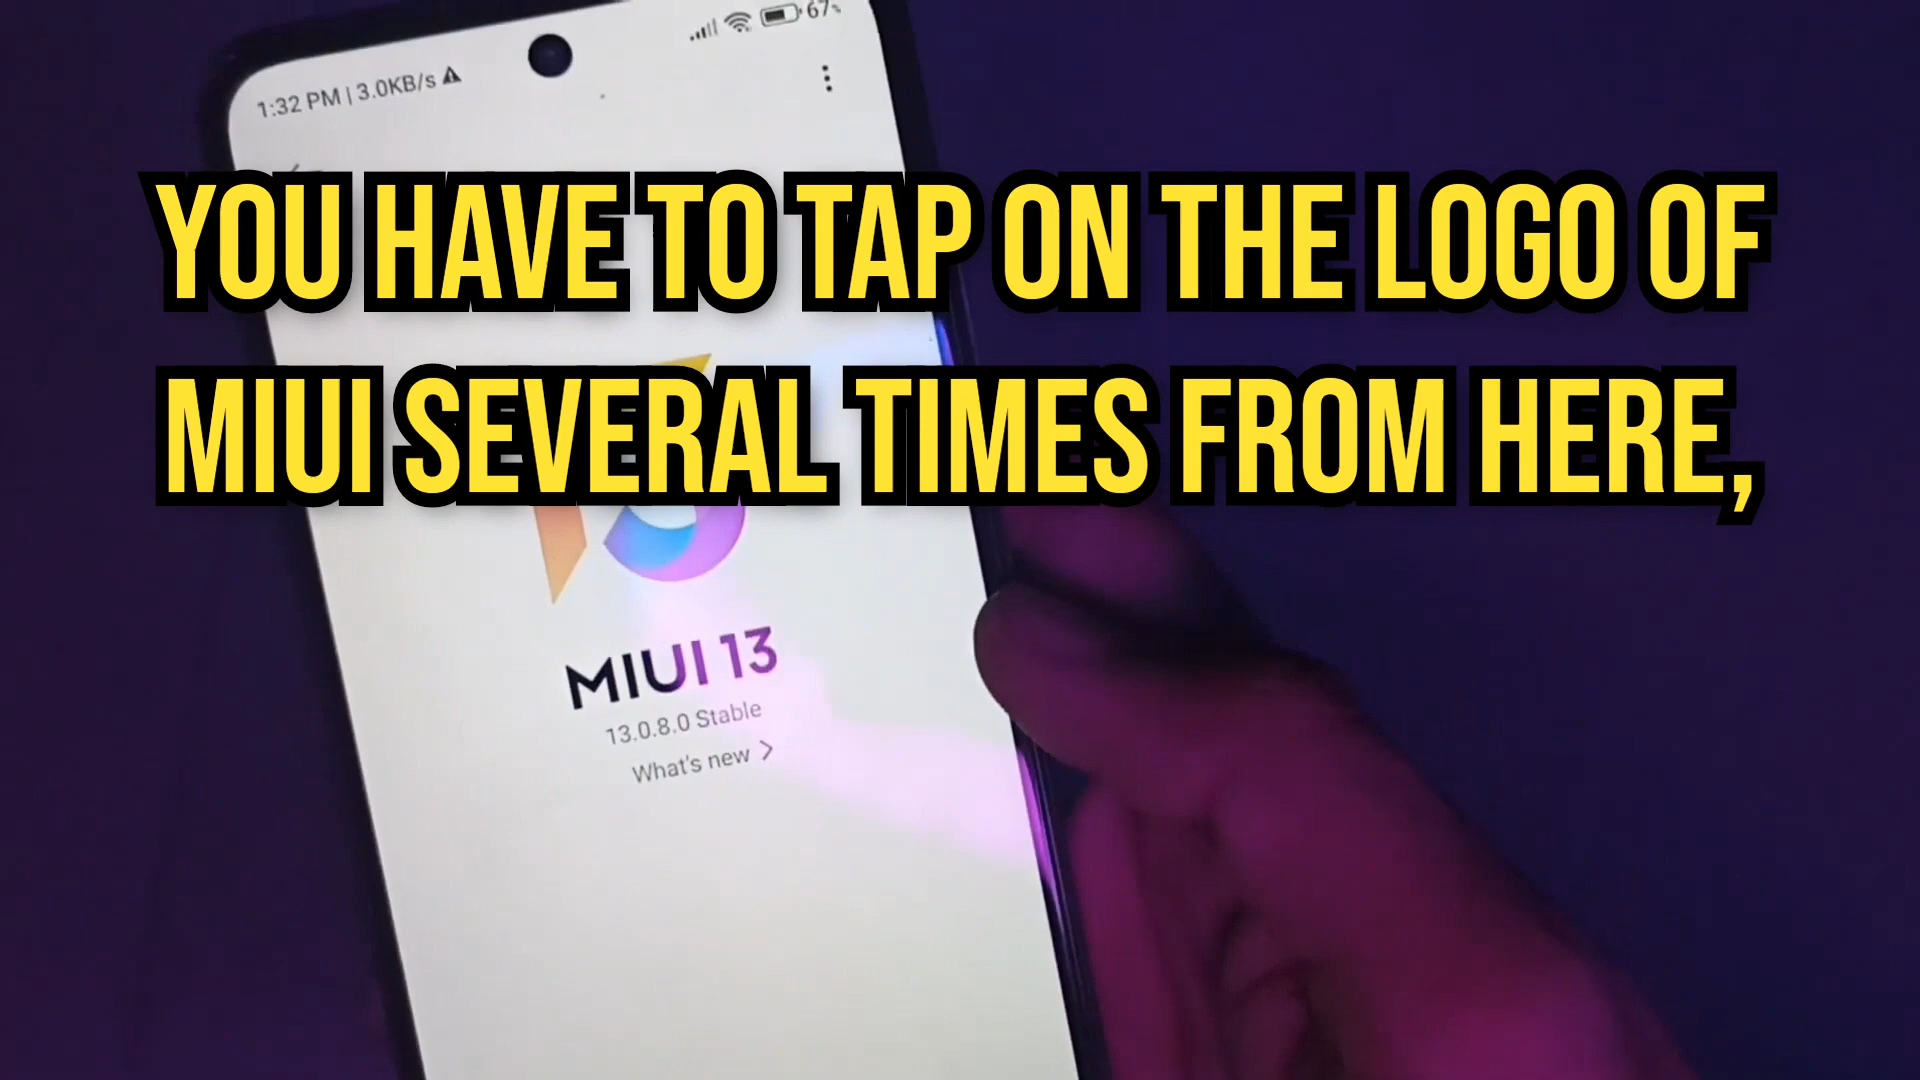 67%
1:32 PM | 3.0KB/s
YOU HAVE TO TAP ON THE LOGO OF
MIUI SEVERAL TIMES FROM HERE,
MIUI 13
13.0.8.0 Stable
What's new >